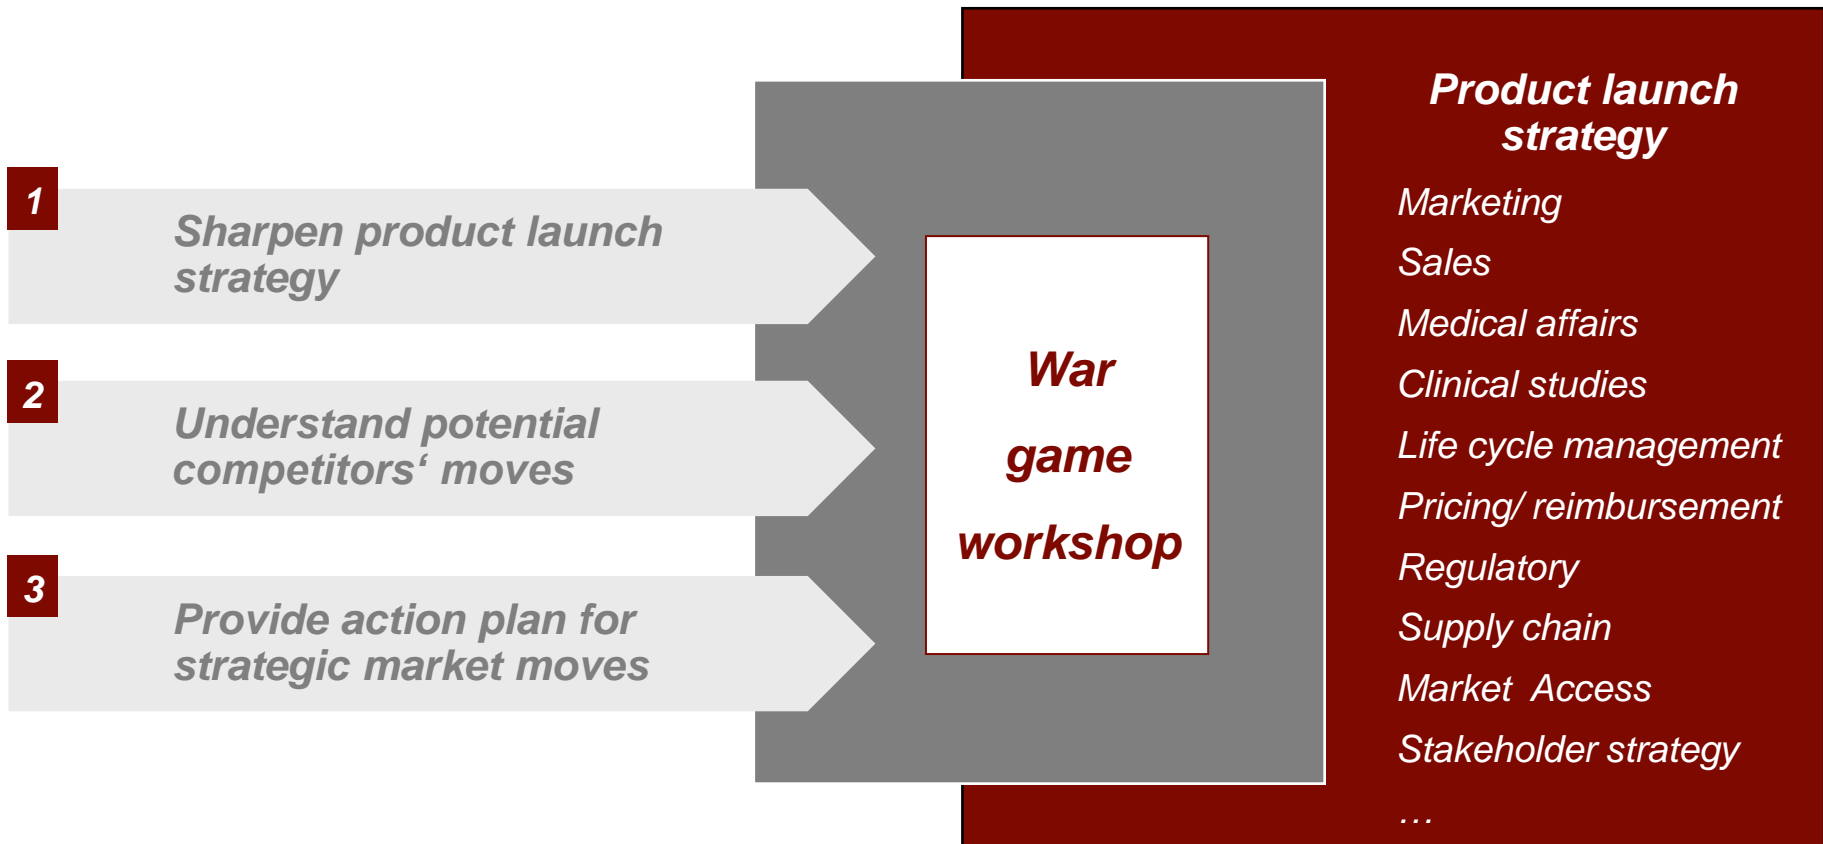 1
Sharpen product launch
strategy
2
Understand potential
competitors‘ moves
3
Provide action plan for
strategic market moves
War
game
workshop
Product launch
strategy
Marketing
Sales
Medical affairs
Clinical studies
Life cycle management
Pricing/ reimbursement
Regulatory
Supply chain
Market  Access
Stakeholder strategy
…